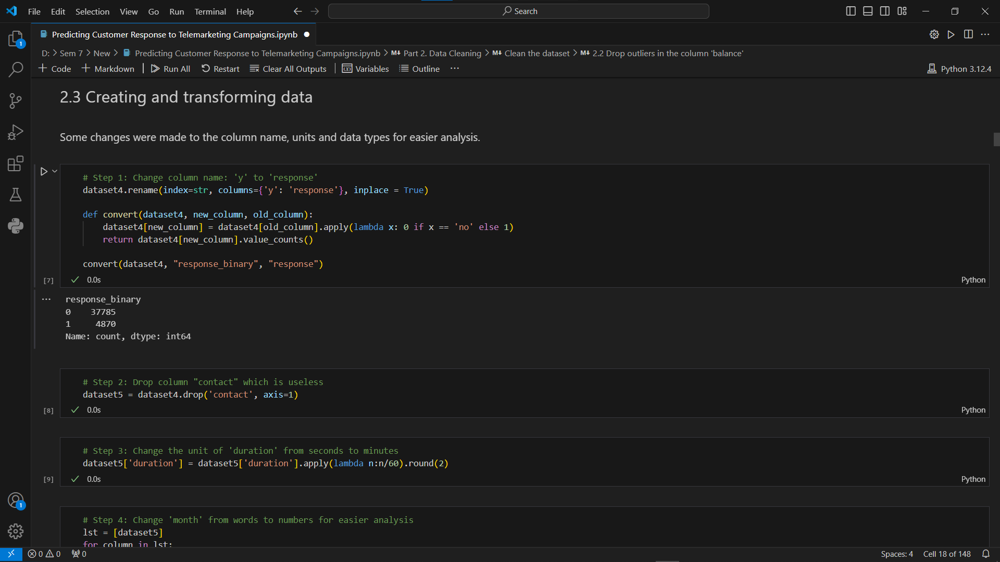 File Edit Selection View Go Run Terminal Help Search
Predicting Customer Response to Telemarketing Campaigns.ipynb
D: > Sem 7 > New > Predicting Customer Response to Telemarketing Campaigns.ipynb > M↓ Part 2. Data Cleaning > M↓ Clean the dataset > M↓ 2.2 Drop outliers in the column 'balance'
+ Code + Markdown | Run All Restart Clear All Outputs | Variables Outline ··· Python 3.12.4
2.3 Creating and transforming data
Some changes were made to the column name, units and data types for easier analysis.
# Step 1: Change column name: 'y' to 'response'
dataset4.rename(index=str, columns={'y': 'response'}, inplace = True)
def convert(dataset4, new_column, old_column):
    dataset4[new_column] = dataset4[old_column].apply(lambda x: 0 if x == 'no' else 1)
    return dataset4[new_column].value_counts()
convert(dataset4, "response_binary", "response")
[7] 0.0s Python
response_binary
0    37785
1     4870
Name: count, dtype: int64
# Step 2: Drop column "contact" which is useless
dataset5 = dataset4.drop('contact', axis=1)
[8] 0.0s Python
# Step 3: Change the unit of 'duration' from seconds to minutes
dataset5['duration'] = dataset5['duration'].apply(lambda n:n/60).round(2)
[9] 0.0s Python
# Step 4: Change 'month' from words to numbers for easier analysis
lst = [dataset5]
for column in lst:
1
1
0 0 0 Spaces: 4 Cell 18 of 148